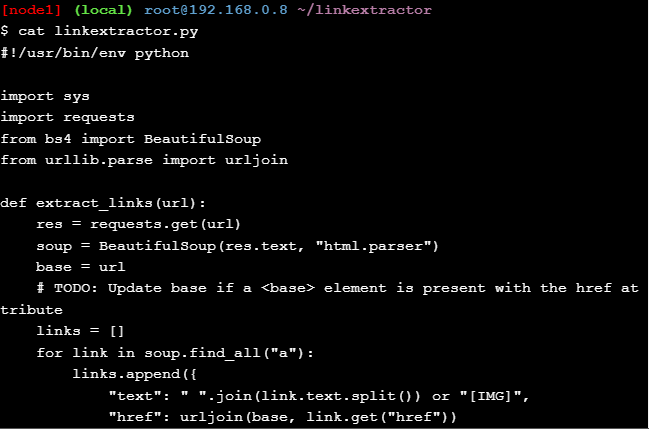 [node1] (local) root@192.168.0.8 ~/linkextractor
$ cat linkextractor.py
#!/usr/bin/env python

import sys
import requests
from bs4 import BeautifulSoup
from urllib.parse import urljoin

def extract_links(url):
    res = requests.get(url)
    soup = BeautifulSoup(res.text, "html.parser")
    base = url
    # TODO: Update base if a <base> element is present with the href at
tribute
    links = []
    for link in soup.find_all("a"):
        links.append({
            "text": " ".join(link.text.split()) or "[IMG]",
            "href": urljoin(base, link.get("href"))